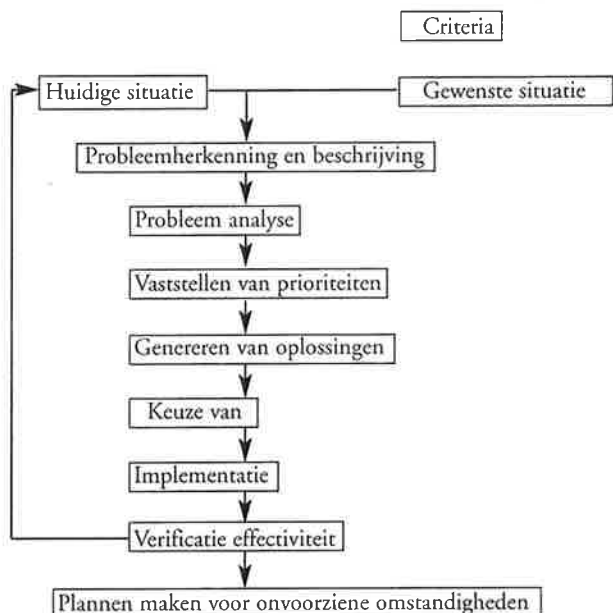 Criteria
Huidige situatie
Gewenste situatie
Probleemherkenning en beschrijving
Probleem analyse
Vaststellen van prioriteiten
Genereren van oplossingen
Keuze van
Implementatie
Verificatie effectiviteit
Plannen maken voor onvoorziene omstandigheden